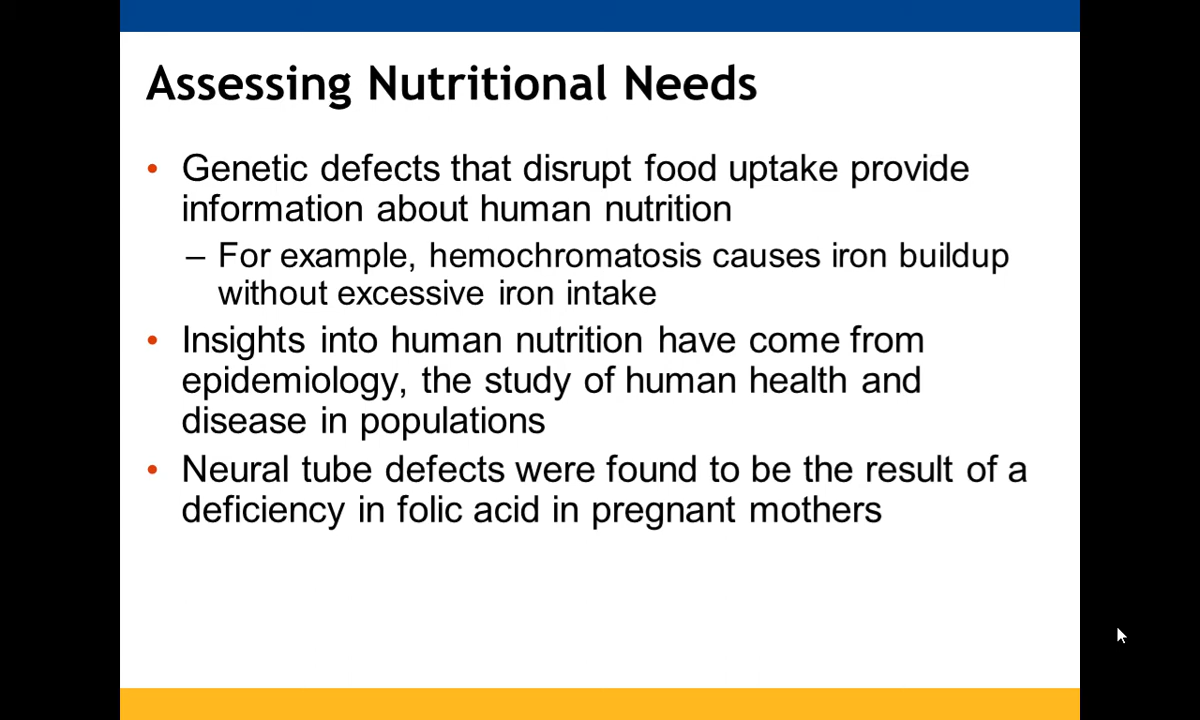 Assessing Nutritional Needs
• Genetic defects that disrupt food uptake provide
information about human nutrition
– For example, hemochromatosis causes iron buildup
without excessive iron intake
• Insights into human nutrition have come from
epidemiology, the study of human health and
disease in populations
• Neural tube defects were found to be the result of a
deficiency in folic acid in pregnant mothers